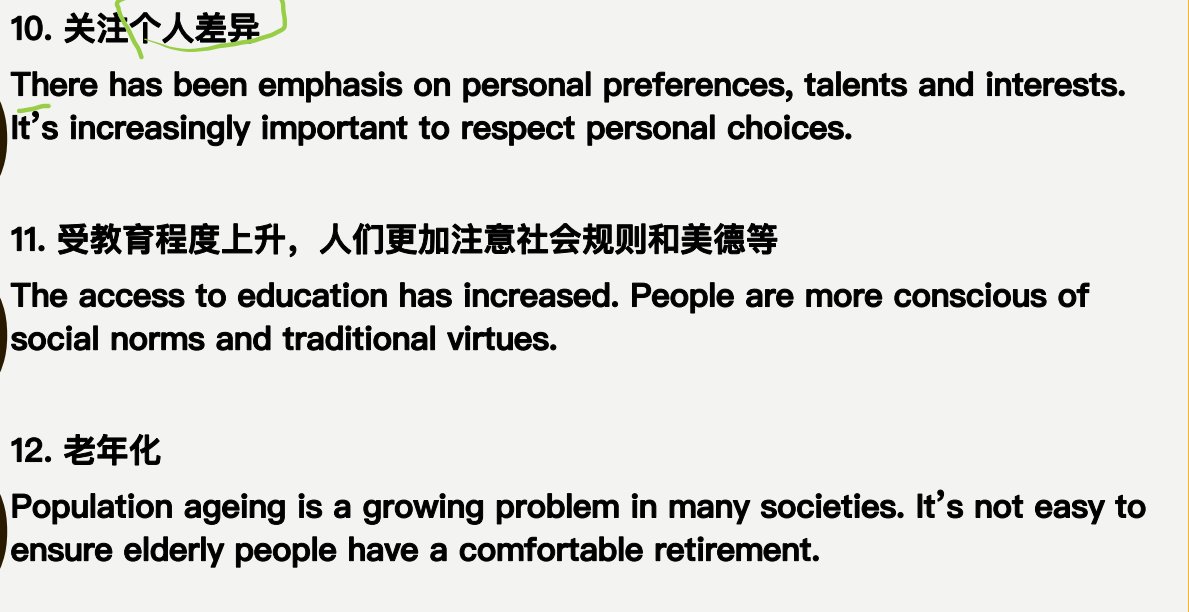 10. 关注个人差异
There has been emphasis on personal preferences, talents and interests.
It’s increasingly important to respect personal choices.
11. 受教育程度上升，人们更加注意社会规则和美德等
The access to education has increased. People are more conscious of
social norms and traditional virtues.
12. 老年化
Population ageing is a growing problem in many societies. It’s not easy to
ensure elderly people have a comfortable retirement.